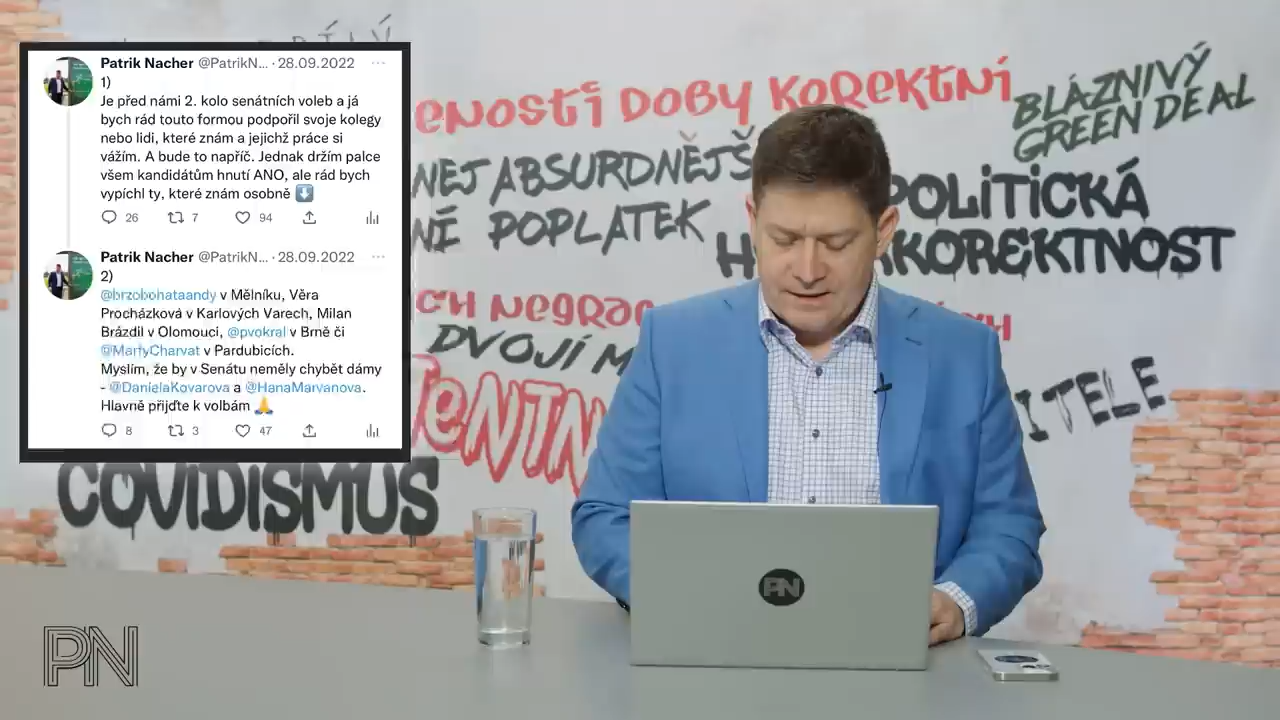 Patrik Nacher @PatrikN... · 28.09.2022
1)
Je před námi 2. kolo senátních voleb a já
bych rád touto formou podpořil svoje kolegy
nebo lidi, které znám a jejichž práce si
vážím. A bude to napříč. Jednak držím palce
všem kandidátům hnutí ANO, ale rád bych
vypíchl ty, které znám osobně ⬇️
26 7 94
Patrik Nacher @PatrikN... · 28.09.2022
2)
@brzobohataandy v Mělníku, Věra
Procházková v Karlových Varech, Milan
Brázdil v Olomouci, @pvokral v Brně či
@MartyCharvat v Pardubicích.
Myslím, že by v Senátu neměly chybět dámy
- @DanielaKovarova a @HanaMarvanova.
Hlavně přijďte k volbám 🙏
8 3 47
DOBY KOREKTNÍ
BLÁZNIVÝ
GREEN DEAL
NEJABSURDNĚJŠ
NÍ POPLATEK
POLITICKÁ
KOREKTNOST
DVOJÍ M
ITELE
COVIDISMUS
PN
PN